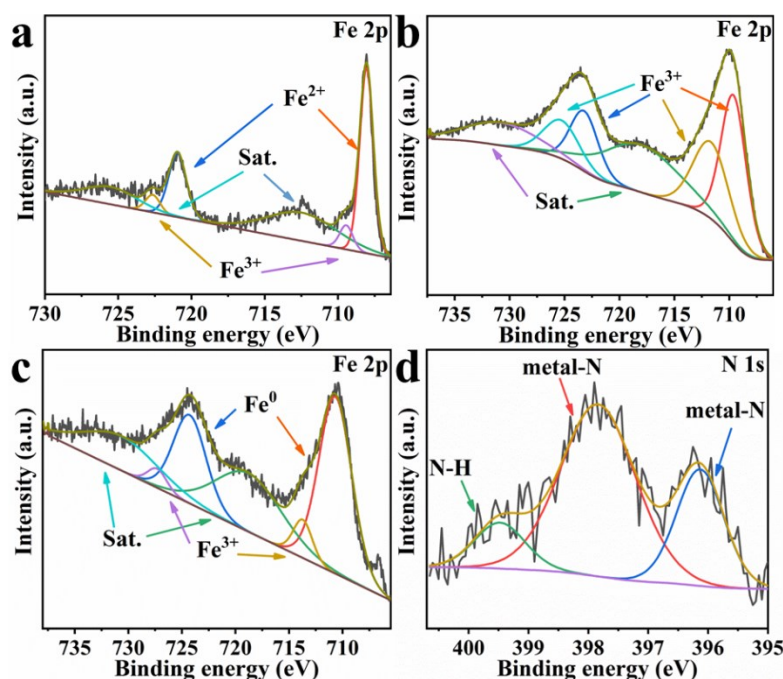 a
Fe 2p
Fe²⁺
Sat.
Fe³⁺
Intensity (a.u.)
730 725 720 715 710
Binding energy (eV)
b
Fe 2p
Fe³⁺
Sat.
Intensity (a.u.)
735 730 725 720 715 710
Binding energy (eV)
c
Fe 2p
Fe⁰
Sat.
Fe³⁺
Intensity (a.u.)
735 730 725 720 715 710
Binding energy (eV)
d
N 1s
metal-N
metal-N
N-H
Intensity (a.u.)
400 399 398 397 396 395
Binding energy (eV)